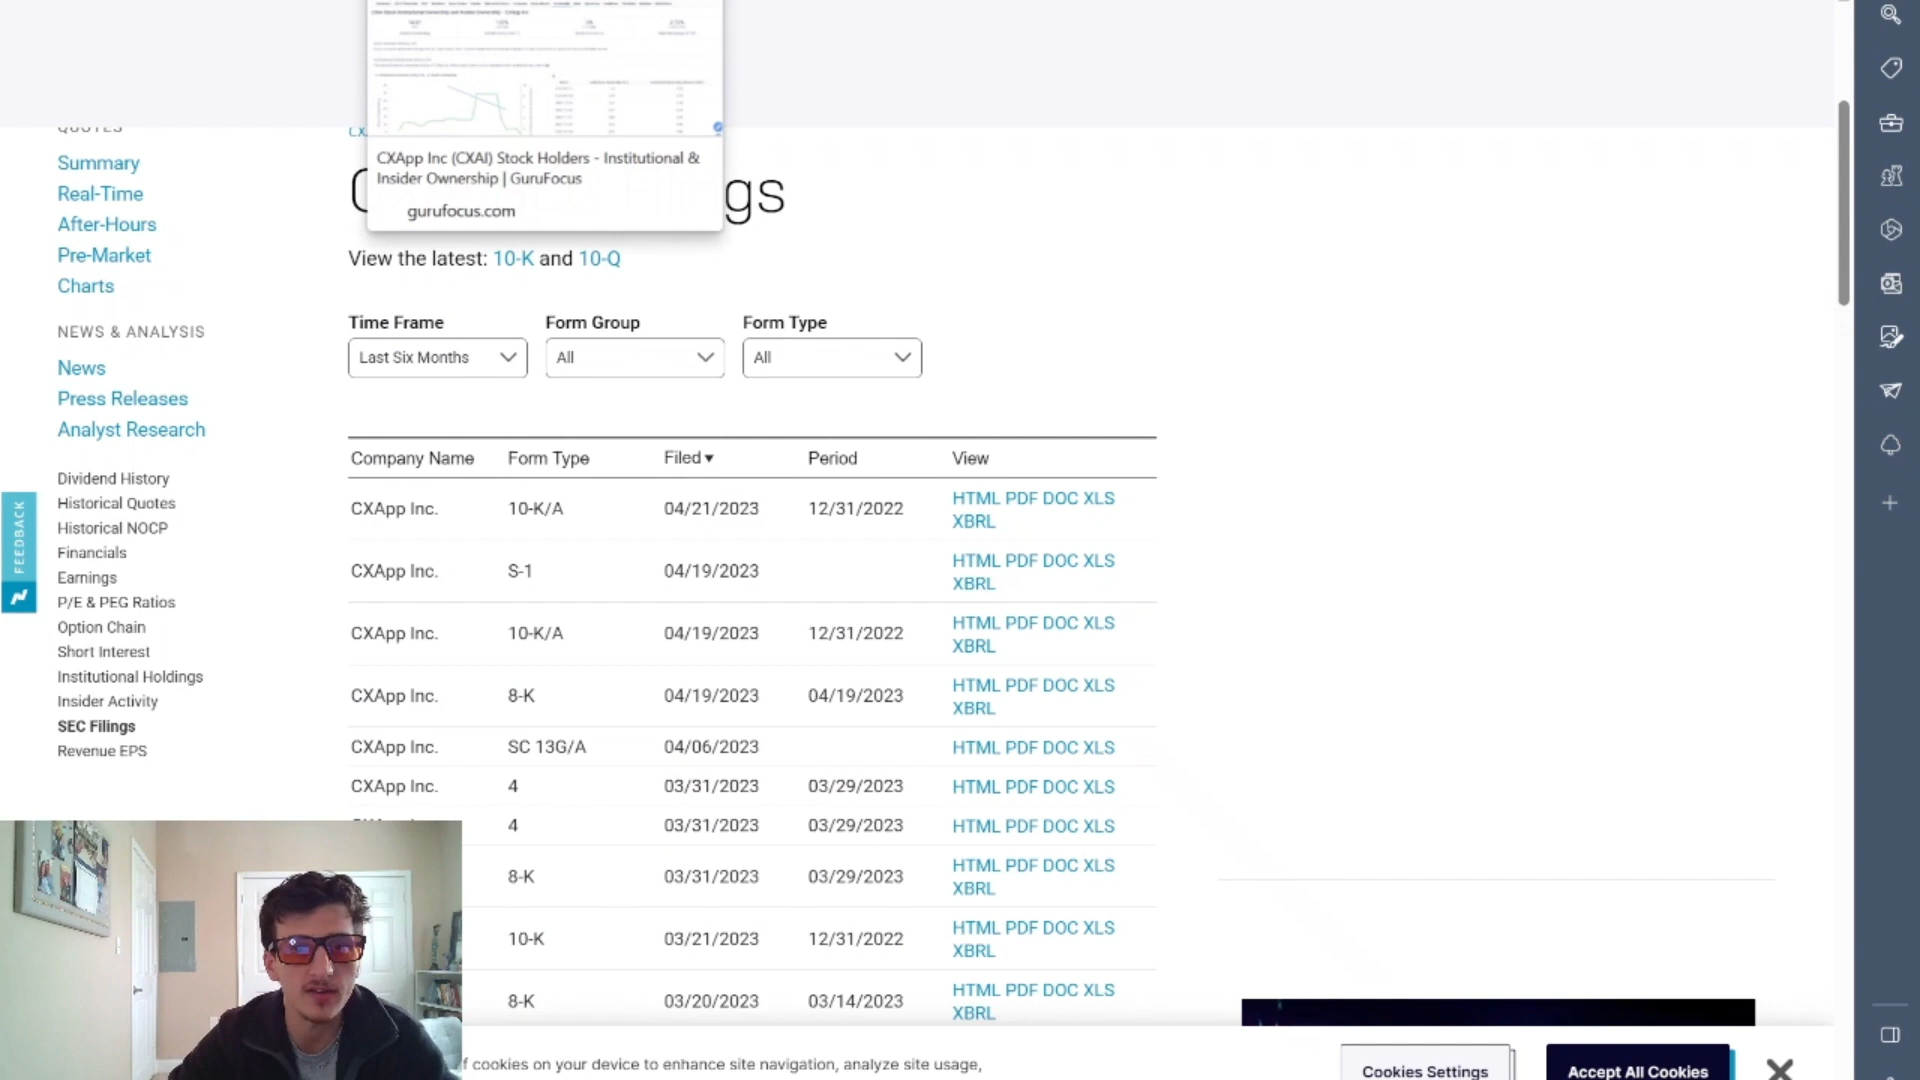 CXApp Inc (CXAI) Stock Holders - Institutional &
Insider Ownership | GuruFocus
gurufocus.com
QUOTES
Summary
Real-Time
After-Hours
Pre-Market
Charts
NEWS & ANALYSIS
News
Press Releases
Analyst Research
Dividend History
Historical Quotes
Historical NOCP
Financials
Earnings
P/E & PEG Ratios
Option Chain
Short Interest
Institutional Holdings
Insider Activity
SEC Filings
Revenue EPS
FEEDBACK
gs
View the latest: 10-K and 10-Q
Time Frame Form Group Form Type
Last Six Months All All
Company Name Form Type Filed▼ Period View
CXApp Inc. 10-K/A 04/21/2023 12/31/2022 HTML PDF DOC XLS
XBRL
CXApp Inc. S-1 04/19/2023 HTML PDF DOC XLS
XBRL
CXApp Inc. 10-K/A 04/19/2023 12/31/2022 HTML PDF DOC XLS
XBRL
CXApp Inc. 8-K 04/19/2023 04/19/2023 HTML PDF DOC XLS
XBRL
CXApp Inc. SC 13G/A 04/06/2023 HTML PDF DOC XLS
CXApp Inc. 4 03/31/2023 03/29/2023 HTML PDF DOC XLS
4 03/31/2023 03/29/2023 HTML PDF DOC XLS
8-K 03/31/2023 03/29/2023 HTML PDF DOC XLS
XBRL
10-K 03/21/2023 12/31/2022 HTML PDF DOC XLS
XBRL
8-K 03/20/2023 03/14/2023 HTML PDF DOC XLS
XBRL
f cookies on your device to enhance site navigation, analyze site usage,
Cookies Settings
Accept All Cookies